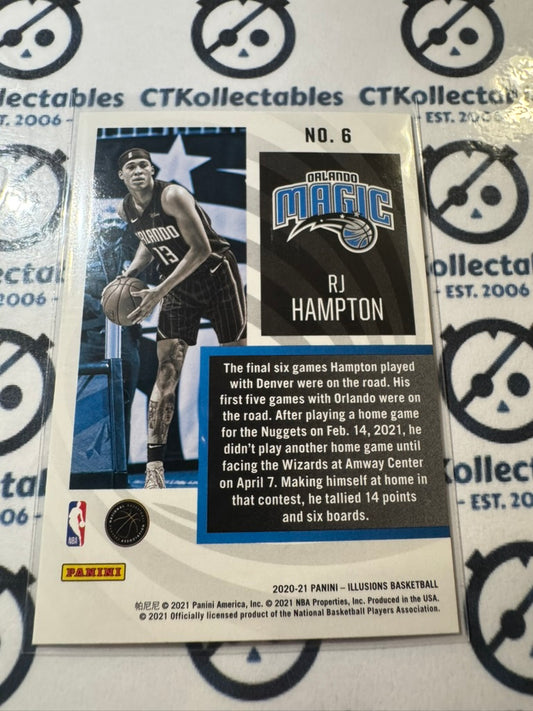 CTKollectables
EST. 2006
NO. 6
ORLANDO
MAGIC
RJ
HAMPTON
ORLANDO
13
The final six games Hampton played
with Denver were on the road. His
first five games with Orlando were on
the road. After playing a home game
for the Nuggets on Feb. 14, 2021, he
didn't play another home game until
facing the Wizards at Amway Center
on April 7. Making himself at home in
that contest, he tallied 14 points
and six boards.
NBA
PANINI
2020-21 PANINI – ILLUSIONS BASKETBALL
帕尼尼 © 2021 Panini America, Inc. © 2021 NBA Properties, Inc. Produced in the USA.
© 2021 Officially licensed product of the National Basketball Players Association.